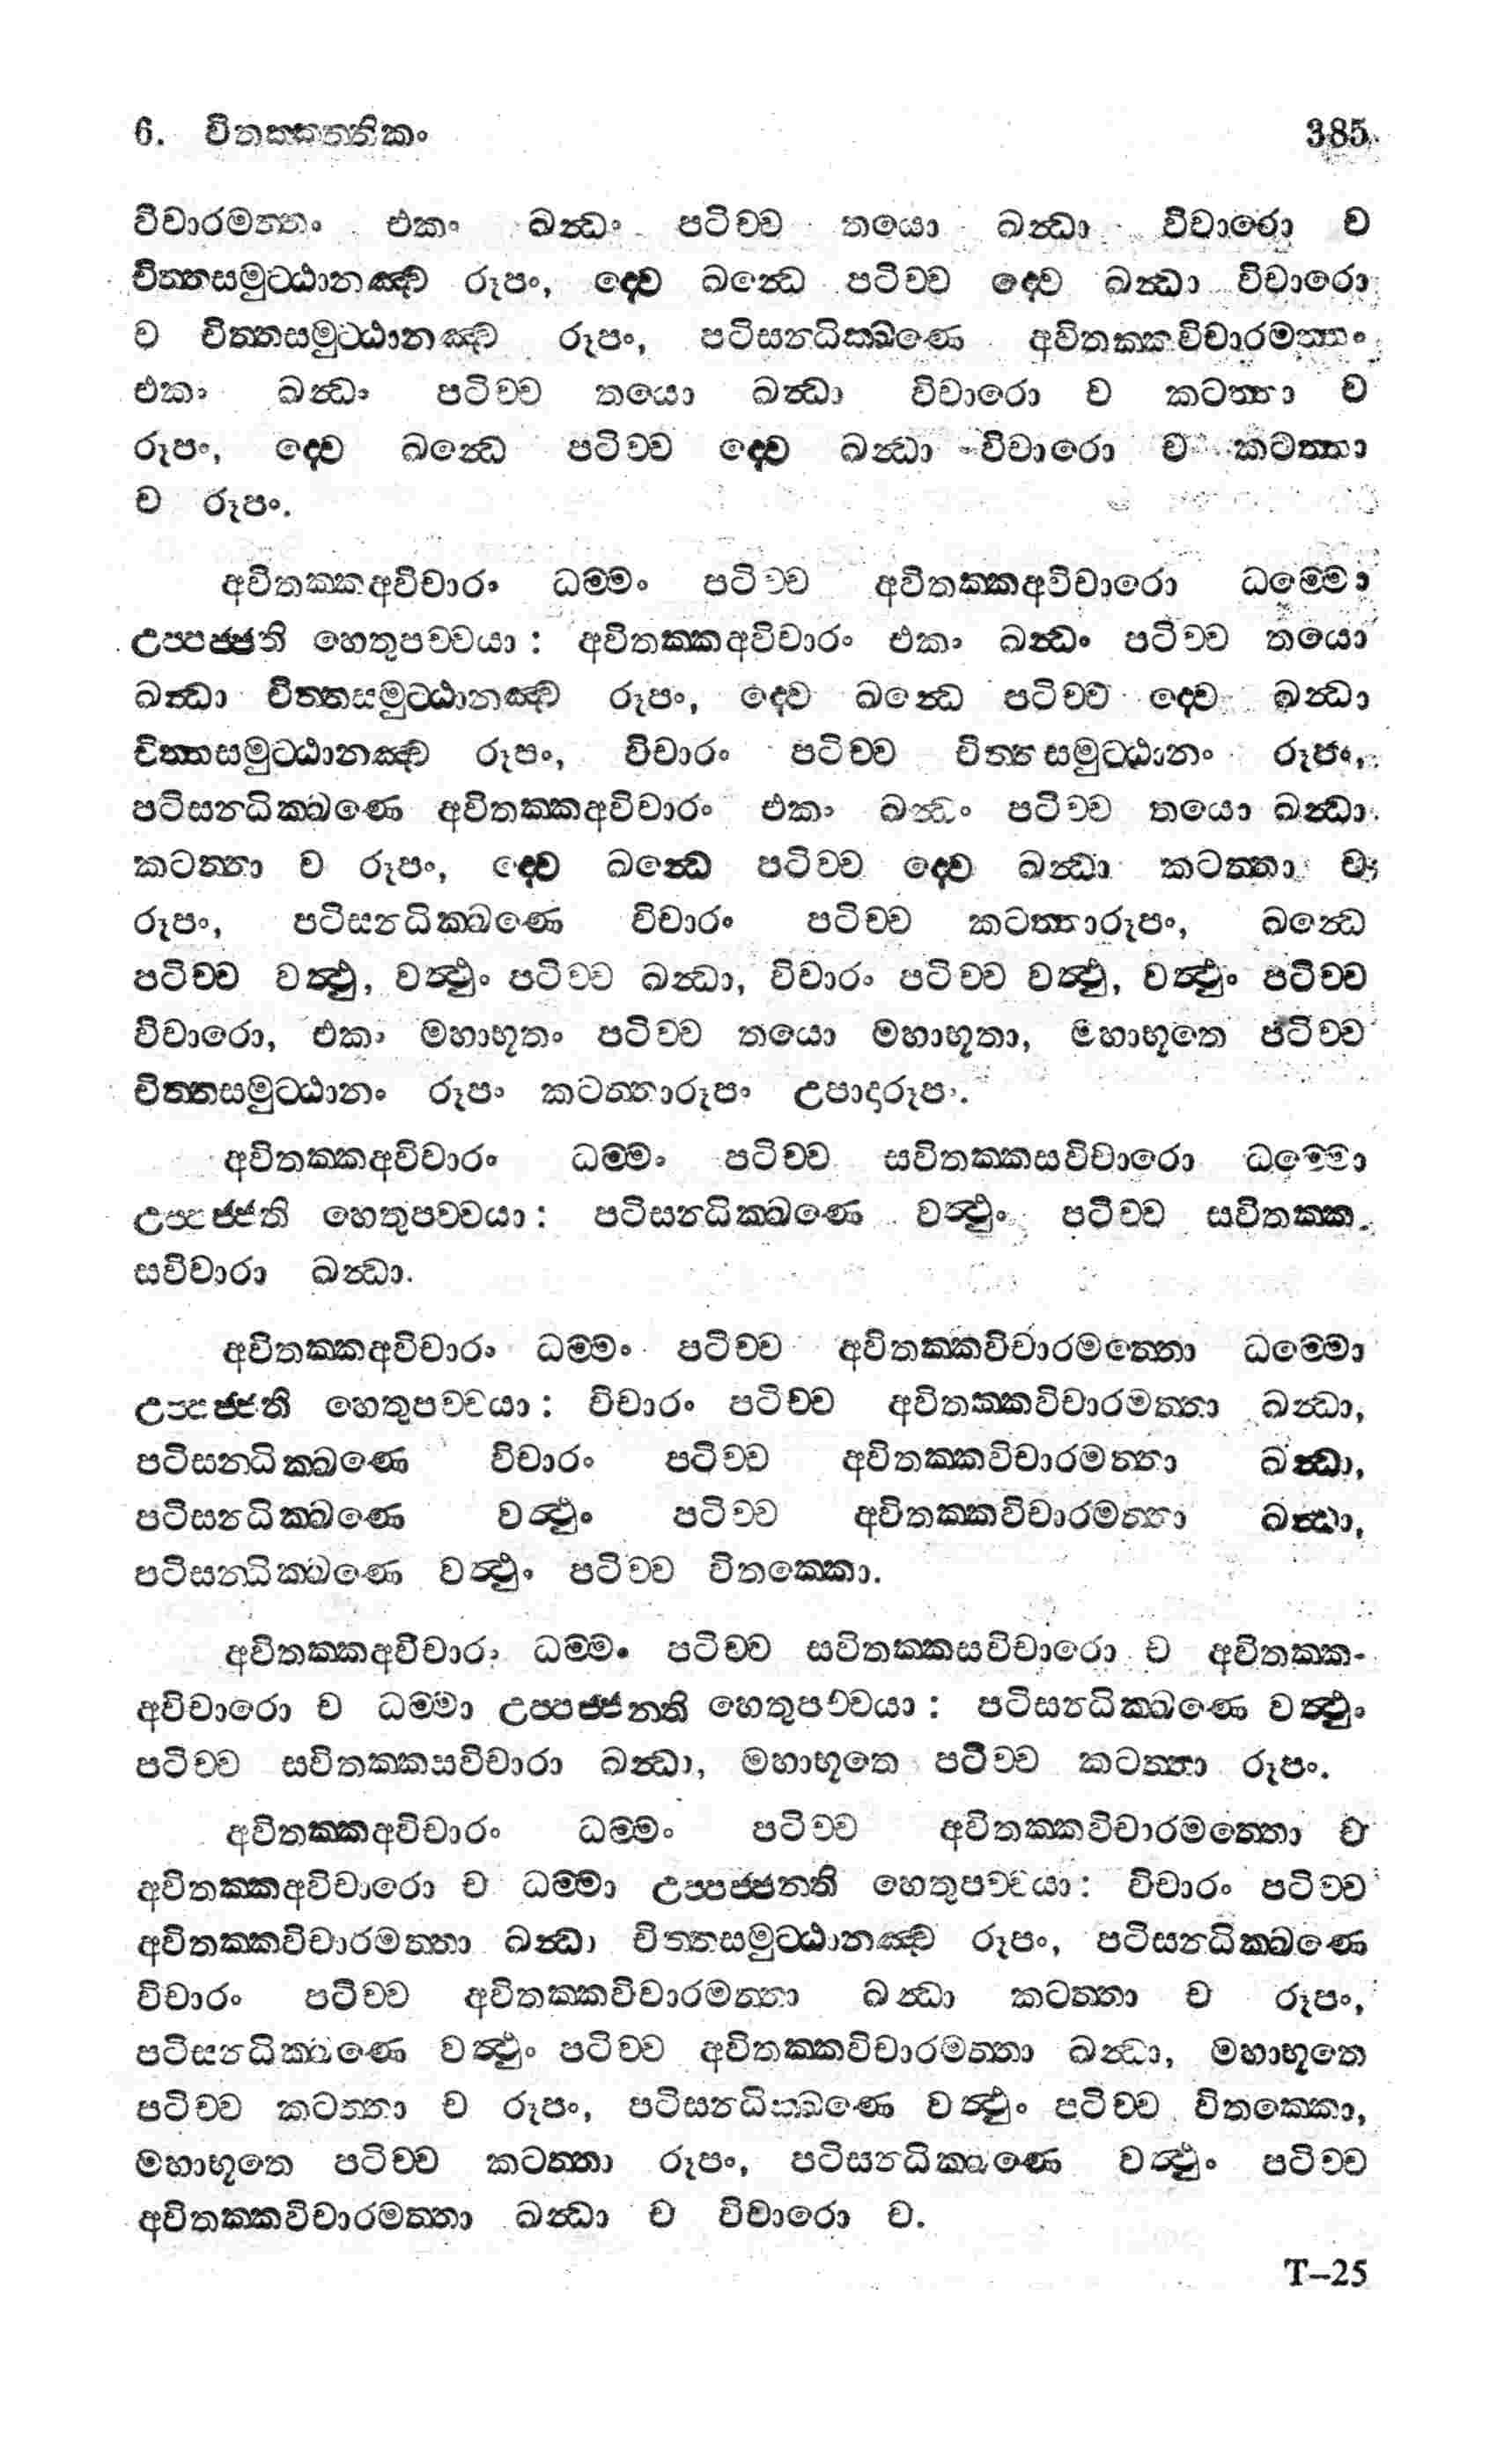 6. විතක‍්කත‍්තිකං 385
විචාරමත‍්තං එකං ඛන්‍ධං පටිච‍්ච තයො ඛන්‍ධා විචාරො ච
චිත‍්තසමුට‍්ඨානඤ‍්ච රූපං, ද‍්වෙ ඛන්‍ධෙ පටිච‍්ච ද‍්වෙ ඛන්‍ධා විචාරො
ච චිත‍්තසමුට‍්ඨානඤ‍්ච රූපං, පටිසන්‍ධික‍්ඛණෙ අවිතක‍්කවිචාරමත‍්තං
එකං ඛන්‍ධං පටිච‍්ච තයො ඛන්‍ධා විචාරො ච කටත‍්තා ච
රූපං, ද‍්වෙ ඛන්‍ධෙ පටිච‍්ච ද‍්වෙ ඛන්‍ධා විචාරො ච කටත‍්තා
ච රූපං.
අවිතක‍්කඅවිචාරං ධම‍්මං පටිච‍්ච අවිතක‍්කඅවිචාරො ධම‍්මො
උප‍්පජ‍්ජති හෙතුපච‍්චයා : අවිතක‍්කඅවිචාරං එකං ඛන්‍ධං පටිච‍්ච තයො
ඛන්‍ධා චිත‍්තසමුට‍්ඨානඤ‍්ච රූපං, ද‍්වෙ ඛන්‍ධෙ පටිච‍්ච ද‍්වෙ ඛන්‍ධා
චිත‍්තසමුට‍්ඨානඤ‍්ච රූපං, විචාරං පටිච‍්ච චිත‍්තසමුට‍්ඨානං රූපං,
පටිසන්‍ධික‍්ඛණෙ අවිතක‍්කඅවිචාරං එකං ඛන්‍ධං පටිච‍්ච තයො ඛන්‍ධා
කටත‍්තා ච රූපං, ද‍්වෙ ඛන්‍ධෙ පටිච‍්ච ද‍්වෙ ඛන්‍ධා කටත‍්තා ච
රූපං, පටිසන්‍ධික‍්ඛණෙ විචාරං පටිච‍්ච කටත‍්තාරූපං, ඛන්‍ධෙ
පටිච‍්ච වත්‍ථු, වත්‍ථුං පටිච‍්ච ඛන්‍ධා, විචාරං පටිච‍්ච වත්‍ථු, වත්‍ථුං පටිච‍්ච
විචාරො, එකං මහාභූතං පටිච‍්ච තයො මහාභූතා, මහාභූතෙ පටිච‍්ච
චිත‍්තසමුට‍්ඨානං රූපං කටත‍්තාරූපං උපාදාරූපං.
අවිතක‍්කඅවිචාරං ධම‍්මං පටිච‍්ච සවිතක‍්කසවිචාරො ධම‍්මො
උප‍්පජ‍්ජති හෙතුපච‍්චයා : පටිසන්‍ධික‍්ඛණෙ වත්‍ථුං පටිච‍්ච සවිතක‍්ක-
සවිචාරා ඛන්‍ධා.
අවිතක‍්කඅවිචාරං ධම‍්මං පටිච‍්ච අවිතක‍්කවිචාරමත‍්තො ධම‍්මො
උප‍්පජ‍්ජති හෙතුපච‍්චයා : විචාරං පටිච‍්ච අවිතක‍්කවිචාරමත‍්තා ඛන්‍ධා,
පටිසන්‍ධික‍්ඛණෙ විචාරං පටිච‍්ච අවිතක‍්කවිචාරමත‍්තා ඛන්‍ධා,
පටිසන්‍ධික‍්ඛණෙ වත්‍ථුං පටිච‍්ච අවිතක‍්කවිචාරමත‍්තා ඛන්‍ධා,
පටිසන්‍ධික‍්ඛණෙ වත්‍ථුං පටිච‍්ච විතක‍්කො.
අවිතක‍්කඅවිචාරං ධම‍්මං පටිච‍්ච සවිතක‍්කසවිචාරො ච අවිතක‍්ක-
අවිචාරො ච ධම‍්මා උප‍්පජ‍්ජන‍්ති හෙතුපච‍්චයා : පටිසන්‍ධික‍්ඛණෙ වත්‍ථුං
පටිච‍්ච සවිතක‍්කසවිචාරා ඛන්‍ධා, මහාභූතෙ පටිච‍්ච කටත‍්තා රූපං.
අවිතක‍්කඅවිචාරං ධම‍්මං පටිච‍්ච අවිතක‍්කවිචාරමත‍්තො ච
අවිතක‍්කඅවිචාරො ච ධම‍්මා උප‍්පජ‍්ජන‍්ති හෙතුපච‍්චයා : විචාරං පටිච‍්ච
අවිතක‍්කවිචාරමත‍්තා ඛන්‍ධා චිත‍්තසමුට‍්ඨානඤ‍්ච රූපං, පටිසන්‍ධික‍්ඛණෙ
විචාරං පටිච‍්ච අවිතක‍්කවිචාරමත‍්තා ඛන්‍ධා කටත‍්තා ච රූපං,
පටිසන්‍ධික‍්ඛණෙ වත්‍ථුං පටිච‍්ච අවිතක‍්කවිචාරමත‍්තා ඛන්‍ධා, මහාභූතෙ
පටිච‍්ච කටත‍්තා ච රූපං, පටිසන්‍ධික‍්ඛණෙ වත්‍ථුං පටිච‍්ච විතක‍්කො,
මහාභූතෙ පටිච‍්ච කටත‍්තා රූපං, පටිසන්‍ධික‍්ඛණෙ වත්‍ථුං පටිච‍්ච
අවිතක‍්කවිචාරමත‍්තා ඛන්‍ධා ච විචාරො ච.
T–25